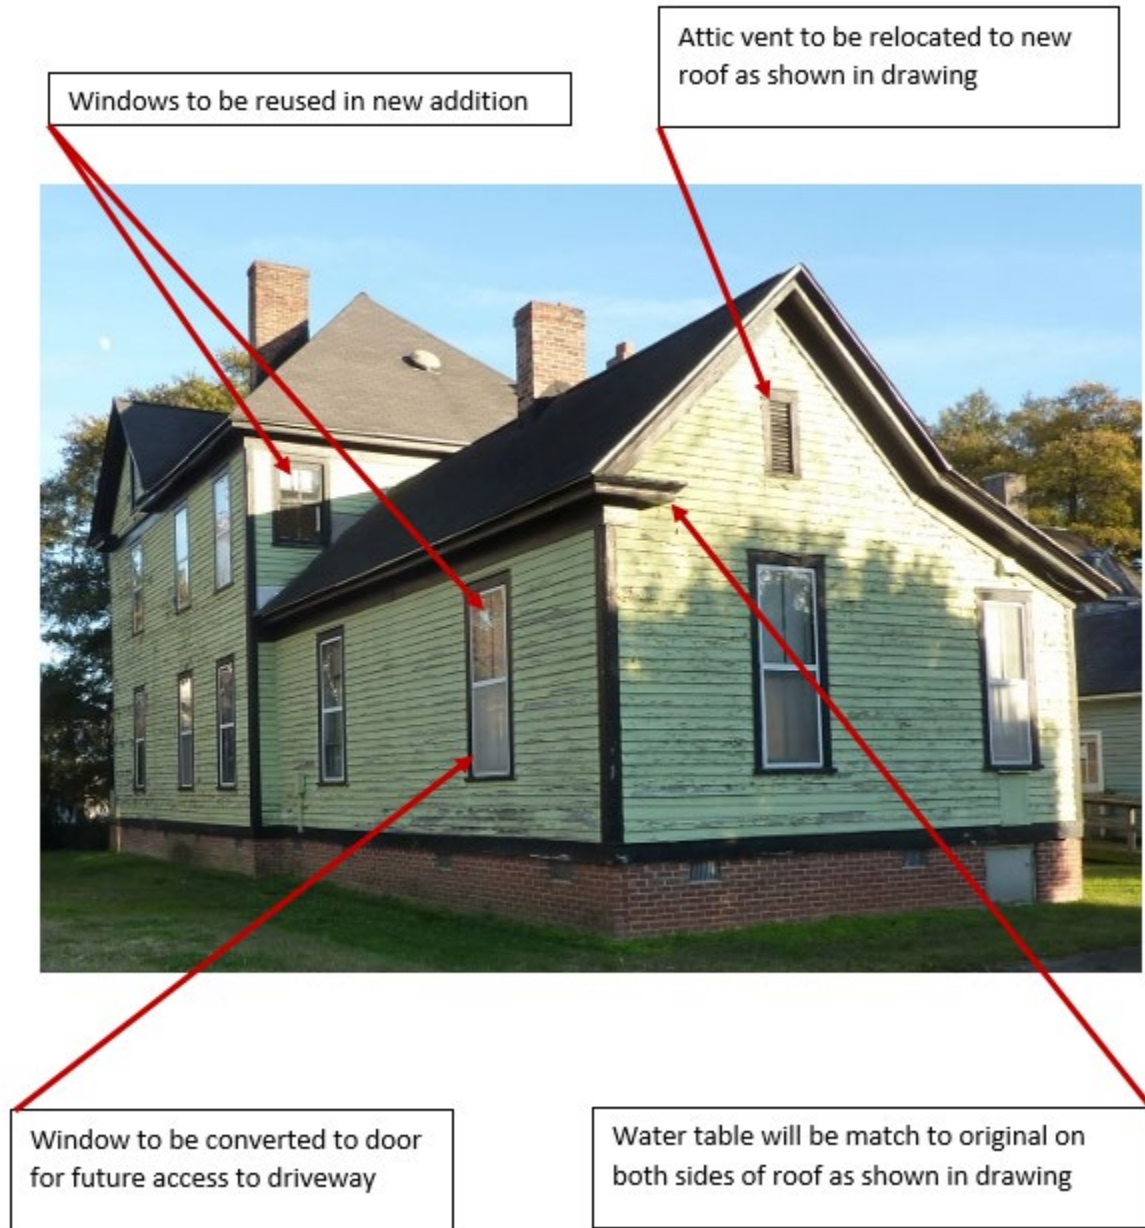 Attic vent to be relocated to new
roof as shown in drawing
Windows to be reused in new addition
Window to be converted to door
for future access to driveway
Water table will be match to original on
both sides of roof as shown in drawing